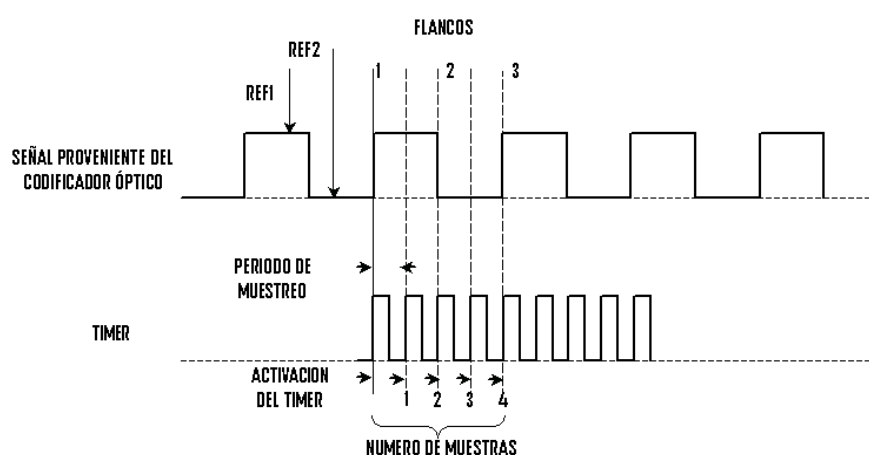 FLANCOS
REF2
1 2 3
REF1
SEÑAL PROVENIENTE DEL
CODIFICADOR ÓPTICO
PERIODO DE
MUESTREO
TIMER
ACTIVACION
DEL TIMER
1 2 3 4
NUMERO DE MUESTRAS